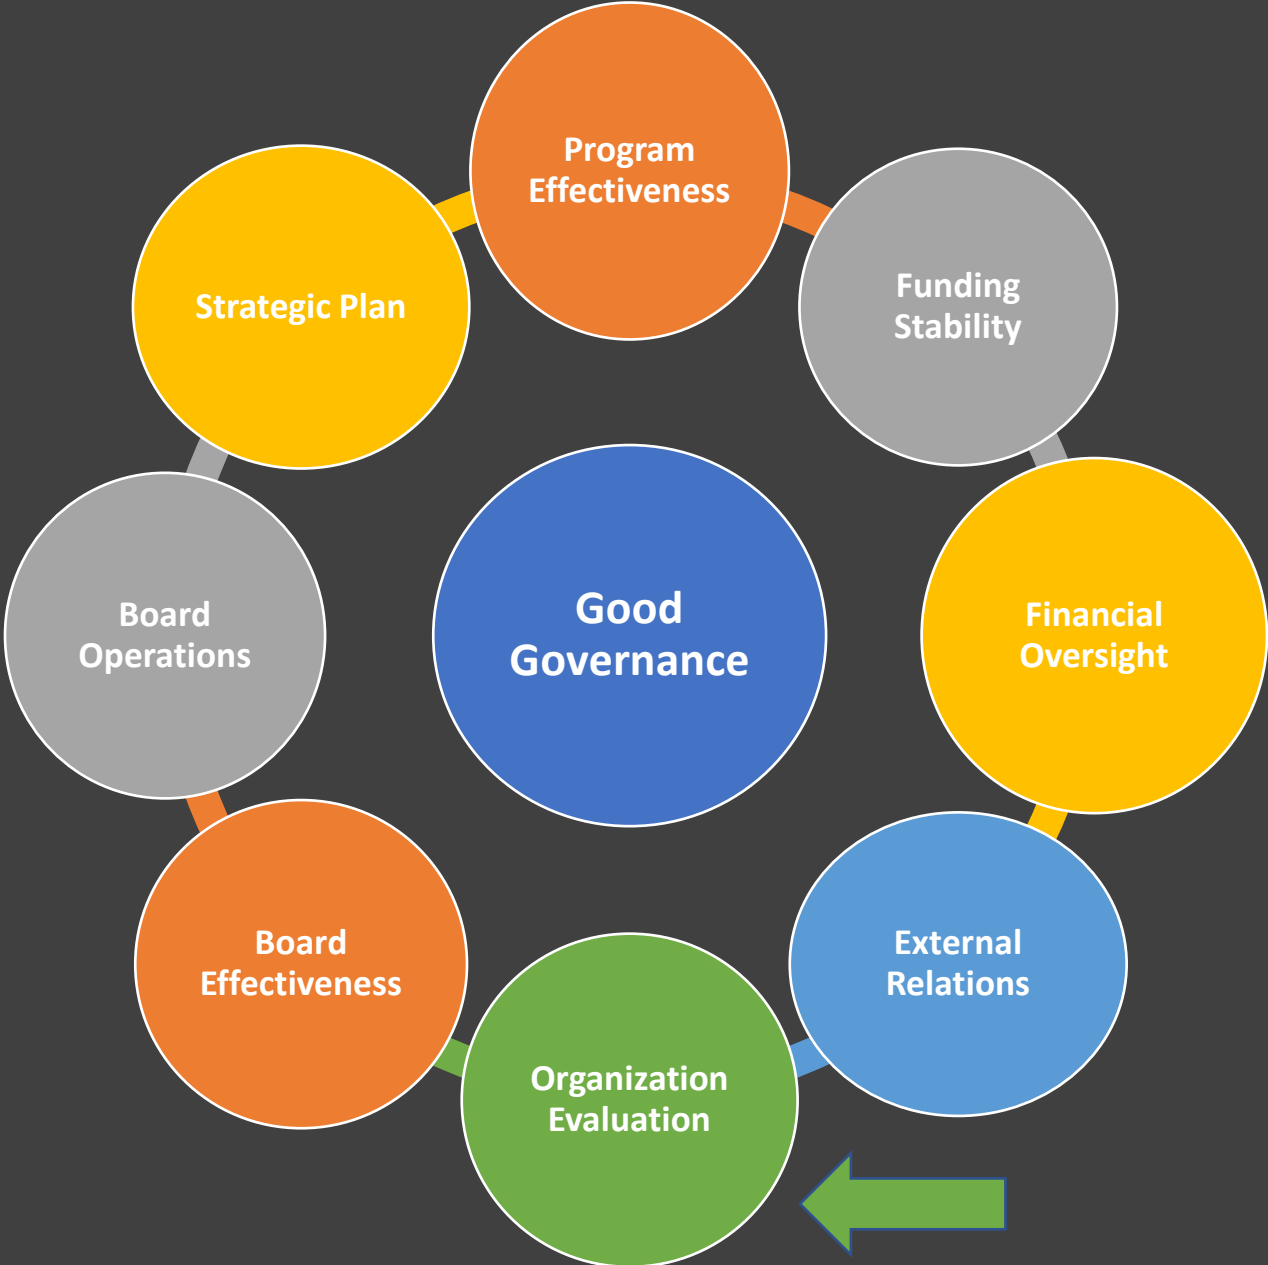 Program
Effectiveness
Funding
Stability
Strategic Plan
Good
Governance
Financial
Oversight
Board
Operations
External
Relations
Board
Effectiveness
Organization
Evaluation